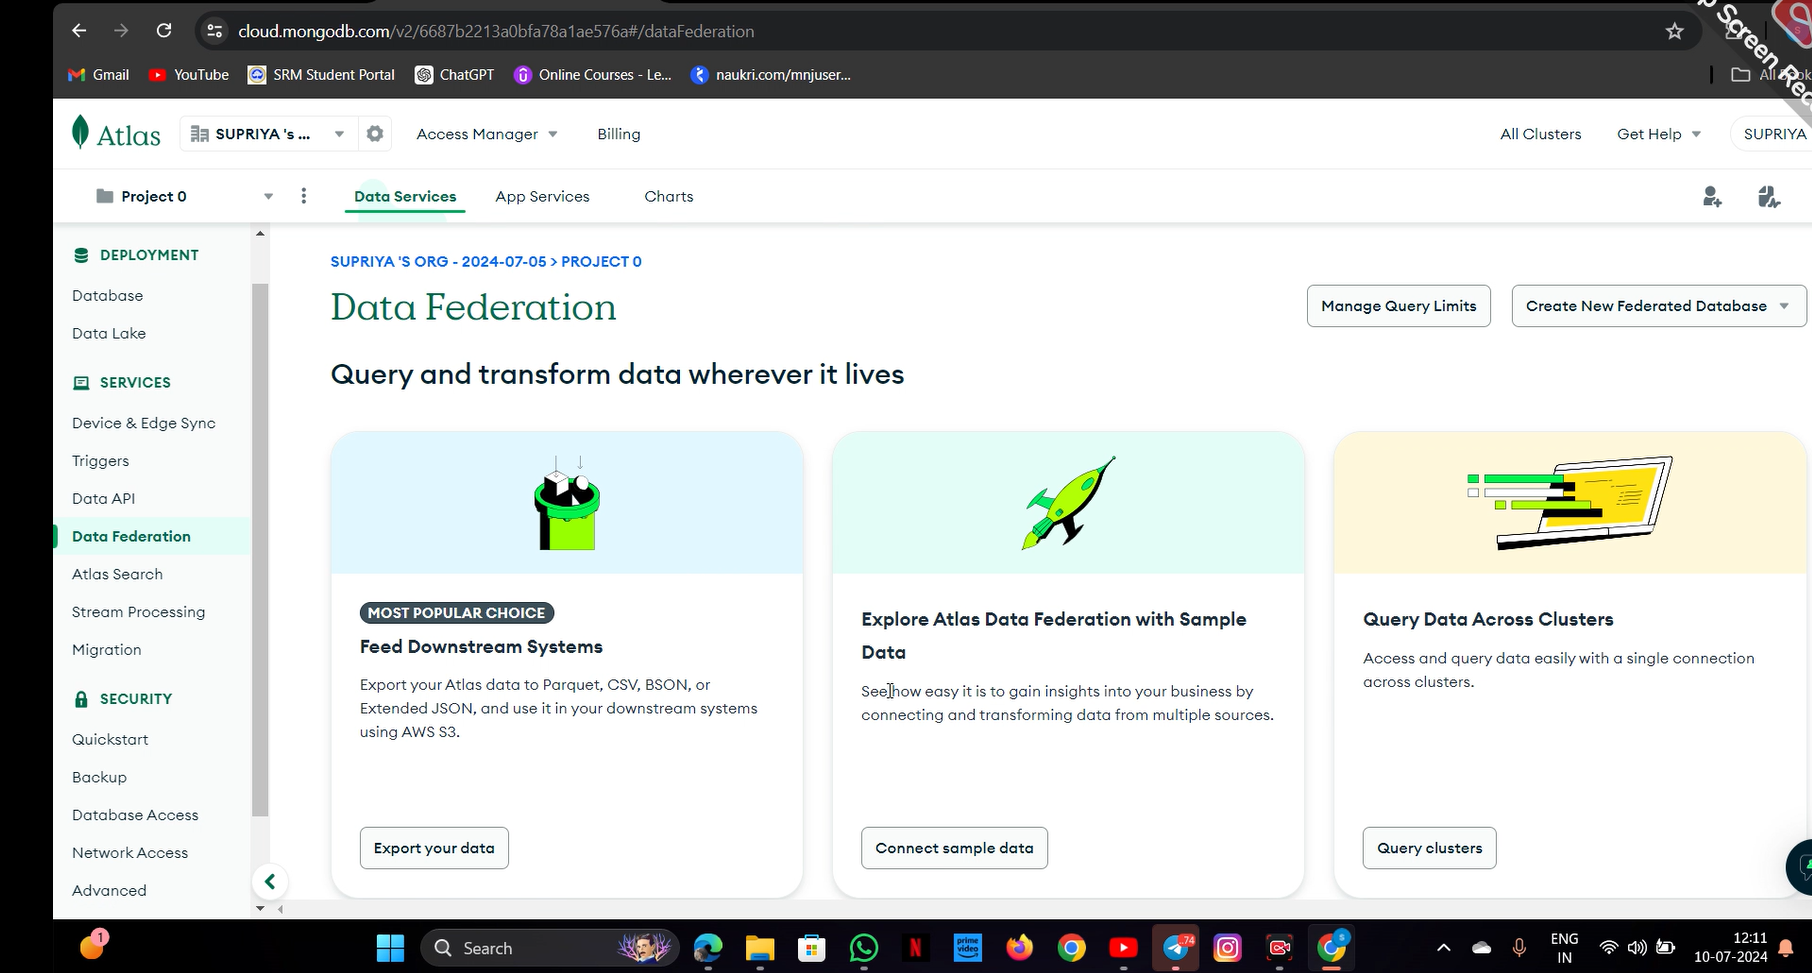 cloud.mongodb.com/v2/6687b2213a0bfa78a1ae576a#/dataFederation
Screen Rec
Gmail YouTube SRM Student Portal ChatGPT Online Courses - Le... naukri.com/mnjuser...
Atlas SUPRIYA 's ... Access Manager Billing All Clusters Get Help SUPRIYA
Project 0 Data Services App Services Charts
DEPLOYMENT
Database
Data Lake
SERVICES
Device & Edge Sync
Triggers
Data API
Data Federation
Atlas Search
Stream Processing
Migration
SECURITY
Quickstart
Backup
Database Access
Network Access
Advanced
SUPRIYA 'S ORG - 2024-07-05 > PROJECT 0
Data Federation
Manage Query Limits
Create New Federated Database
Query and transform data wherever it lives
MOST POPULAR CHOICE
Feed Downstream Systems
Export your Atlas data to Parquet, CSV, BSON, or
Extended JSON, and use it in your downstream systems
using AWS S3.
Export your data
Explore Atlas Data Federation with Sample
Data
See how easy it is to gain insights into your business by
connecting and transforming data from multiple sources.
Connect sample data
Query Data Across Clusters
Access and query data easily with a single connection
across clusters.
Query clusters
1
Search
prime video
74
ENG
IN
12:11
10-07-2024